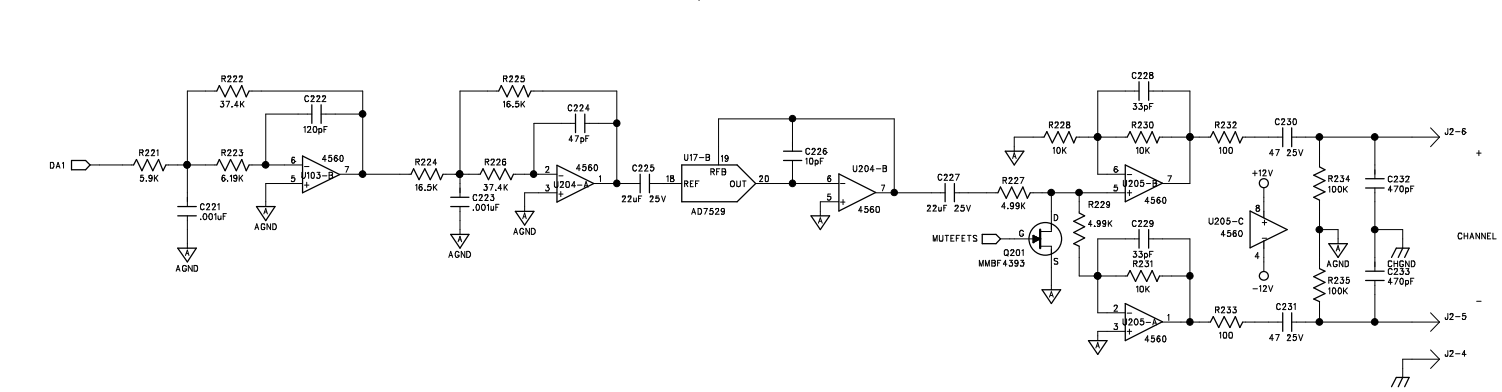 DA1
R221
5.9K
R222
37.4K
C222
120pF
R223
6.19K
C221
.001uF
A
AGND
6
-
5
+
4560
U103-B
7
A
AGND
R224
16.5K
R225
16.5K
C224
47pF
R226
37.4K
C223
.001uF
A
AGND
2
-
3
+
4560
U204-A
1
A
AGND
C225
22uF 25V
U17-B
18
REF
19
RFB
OUT
20
AD7529
C226
10pF
U204-B
6
-
5
+
7
4560
A
C227
22uF 25V
R227
4.99K
MUTEFETS
G
D
S
Q201
MMBF4393
A
R229
4.99K
R228
10K
A
C228
33pF
R230
10K
6
-
5
+
U205-B
7
4560
C229
33pF
R231
10K
2
-
3
+
U205-A
1
4560
A
R232
100
C230
47 25V
R233
100
C231
47 25V
+12V
8
+
U205-C
4560
-
4
-12V
R234
100K
C232
470pF
A
AGND
CHGND
R235
100K
C233
470pF
J2-6
+
CHANNEL
-
J2-5
J2-4